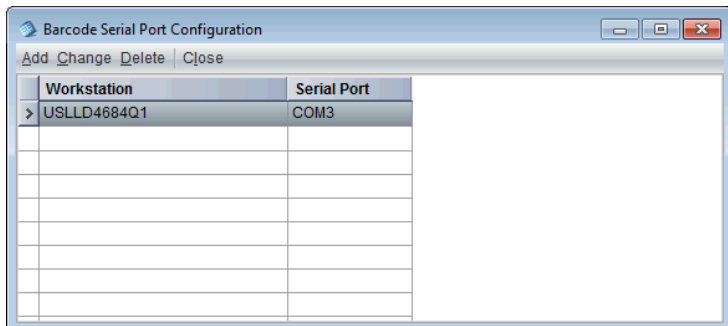 Barcode Serial Port Configuration
Add Change Delete Close
Workstation Serial Port
USLLD4684Q1 COM3